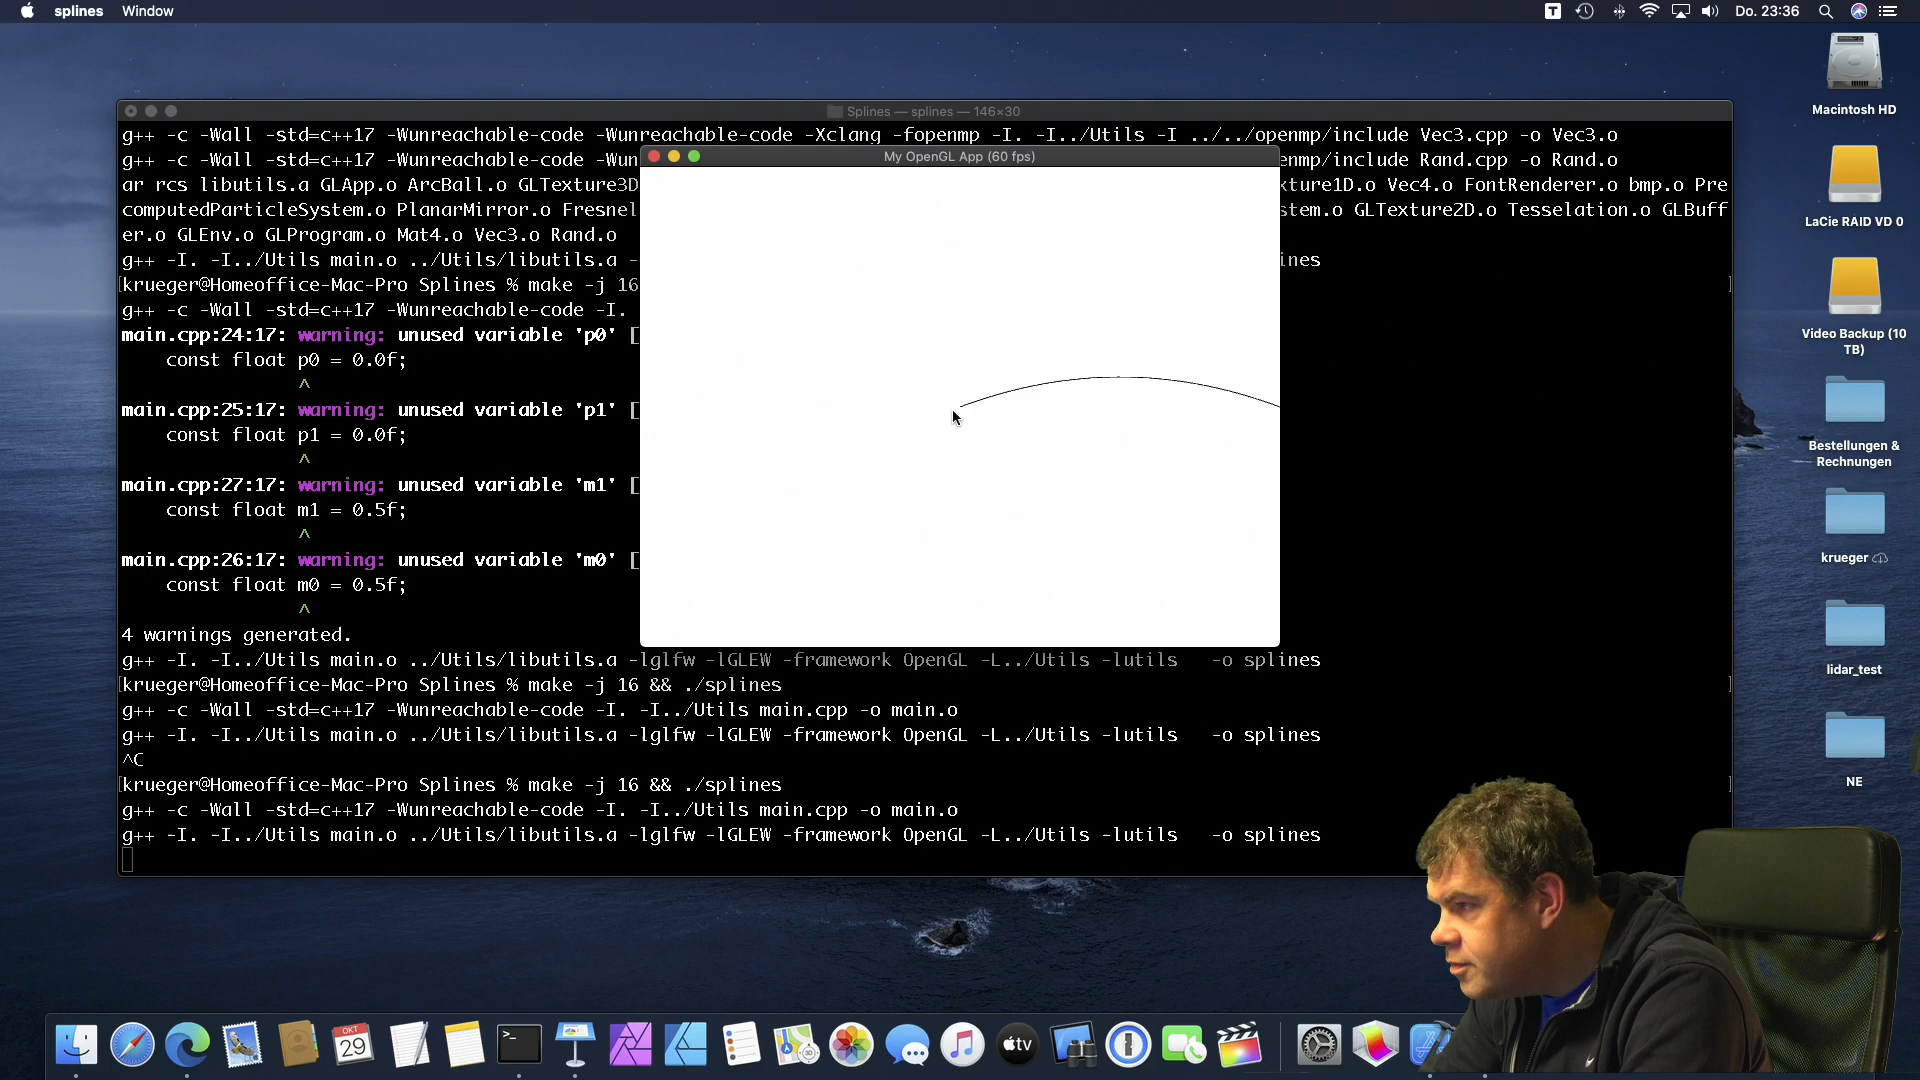 splines Window
Do. 23:36
Macintosh HD
Splines — splines — 146×30
g++ -c -Wall -std=c++17 -Wunreachable-code -Wunreachable-code -Xclang -fopenmp -I. -I../Utils -I ../../openmp/include Vec3.cpp -o Vec3.o
My OpenGL App (60 fps)
g++ -c -Wall -std=c++17 -Wunreachable-code -Wunreachable-code -Xc enmp/include Rand.cpp -o Rand.o
ar rcs libutils.a GLApp.o ArcBall.o GLTexture3D xture1D.o Vec4.o FontRenderer.o bmp.o Pre
computedParticleSystem.o PlanarMirror.o Fresnel stem.o GLTexture2D.o Tesselation.o GLBuff
er.o GLEnv.o GLProgram.o Mat4.o Vec3.o Rand.o
LaCie RAID VD 0
g++ -I. -I../Utils main.o ../Utils/libutils.a - ines
[krueger@Homeoffice-Mac-Pro Splines % make -j 16 ]
g++ -c -Wall -std=c++17 -Wunreachable-code -I.
main.cpp:24:17: warning: unused variable 'p0' [
const float p0 = 0.0f;
^
Video Backup (10
TB)
main.cpp:25:17: warning: unused variable 'p1' [
const float p1 = 0.0f;
^
Bestellungen &
Rechnungen
main.cpp:27:17: warning: unused variable 'm1' [
const float m1 = 0.5f;
^
main.cpp:26:17: warning: unused variable 'm0' [
const float m0 = 0.5f;
^
krueger
4 warnings generated.
g++ -I. -I../Utils main.o ../Utils/libutils.a -lglfw -lGLEW -framework OpenGL -L../Utils -lutils -o splines
lidar_test
[krueger@Homeoffice-Mac-Pro Splines % make -j 16 && ./splines ]
g++ -c -Wall -std=c++17 -Wunreachable-code -I. -I../Utils main.cpp -o main.o
g++ -I. -I../Utils main.o ../Utils/libutils.a -lglfw -lGLEW -framework OpenGL -L../Utils -lutils -o splines
^C
[krueger@Homeoffice-Mac-Pro Splines % make -j 16 && ./splines ]
NE
g++ -c -Wall -std=c++17 -Wunreachable-code -I. -I../Utils main.cpp -o main.o
g++ -I. -I../Utils main.o ../Utils/libutils.a -lglfw -lGLEW -framework OpenGL -L../Utils -lutils -o splines
OKT
29
tv